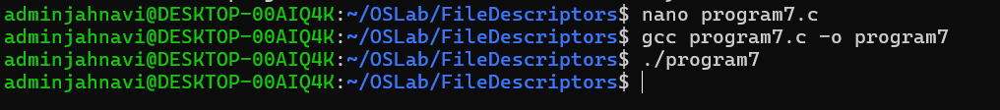 adminjahnavi@DESKTOP-00AIQ4K:~/OSLab/FileDescriptors$ nano program7.c
adminjahnavi@DESKTOP-00AIQ4K:~/OSLab/FileDescriptors$ gcc program7.c -o program7
adminjahnavi@DESKTOP-00AIQ4K:~/OSLab/FileDescriptors$ ./program7
adminjahnavi@DESKTOP-00AIQ4K:~/OSLab/FileDescriptors$